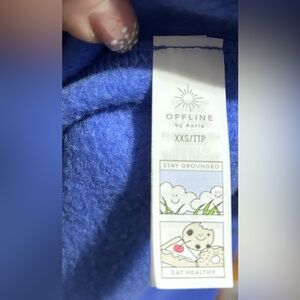 OFFLINE
by Aerie
XXS/TTP
STAY GROUNDED
EAT HEALTHY